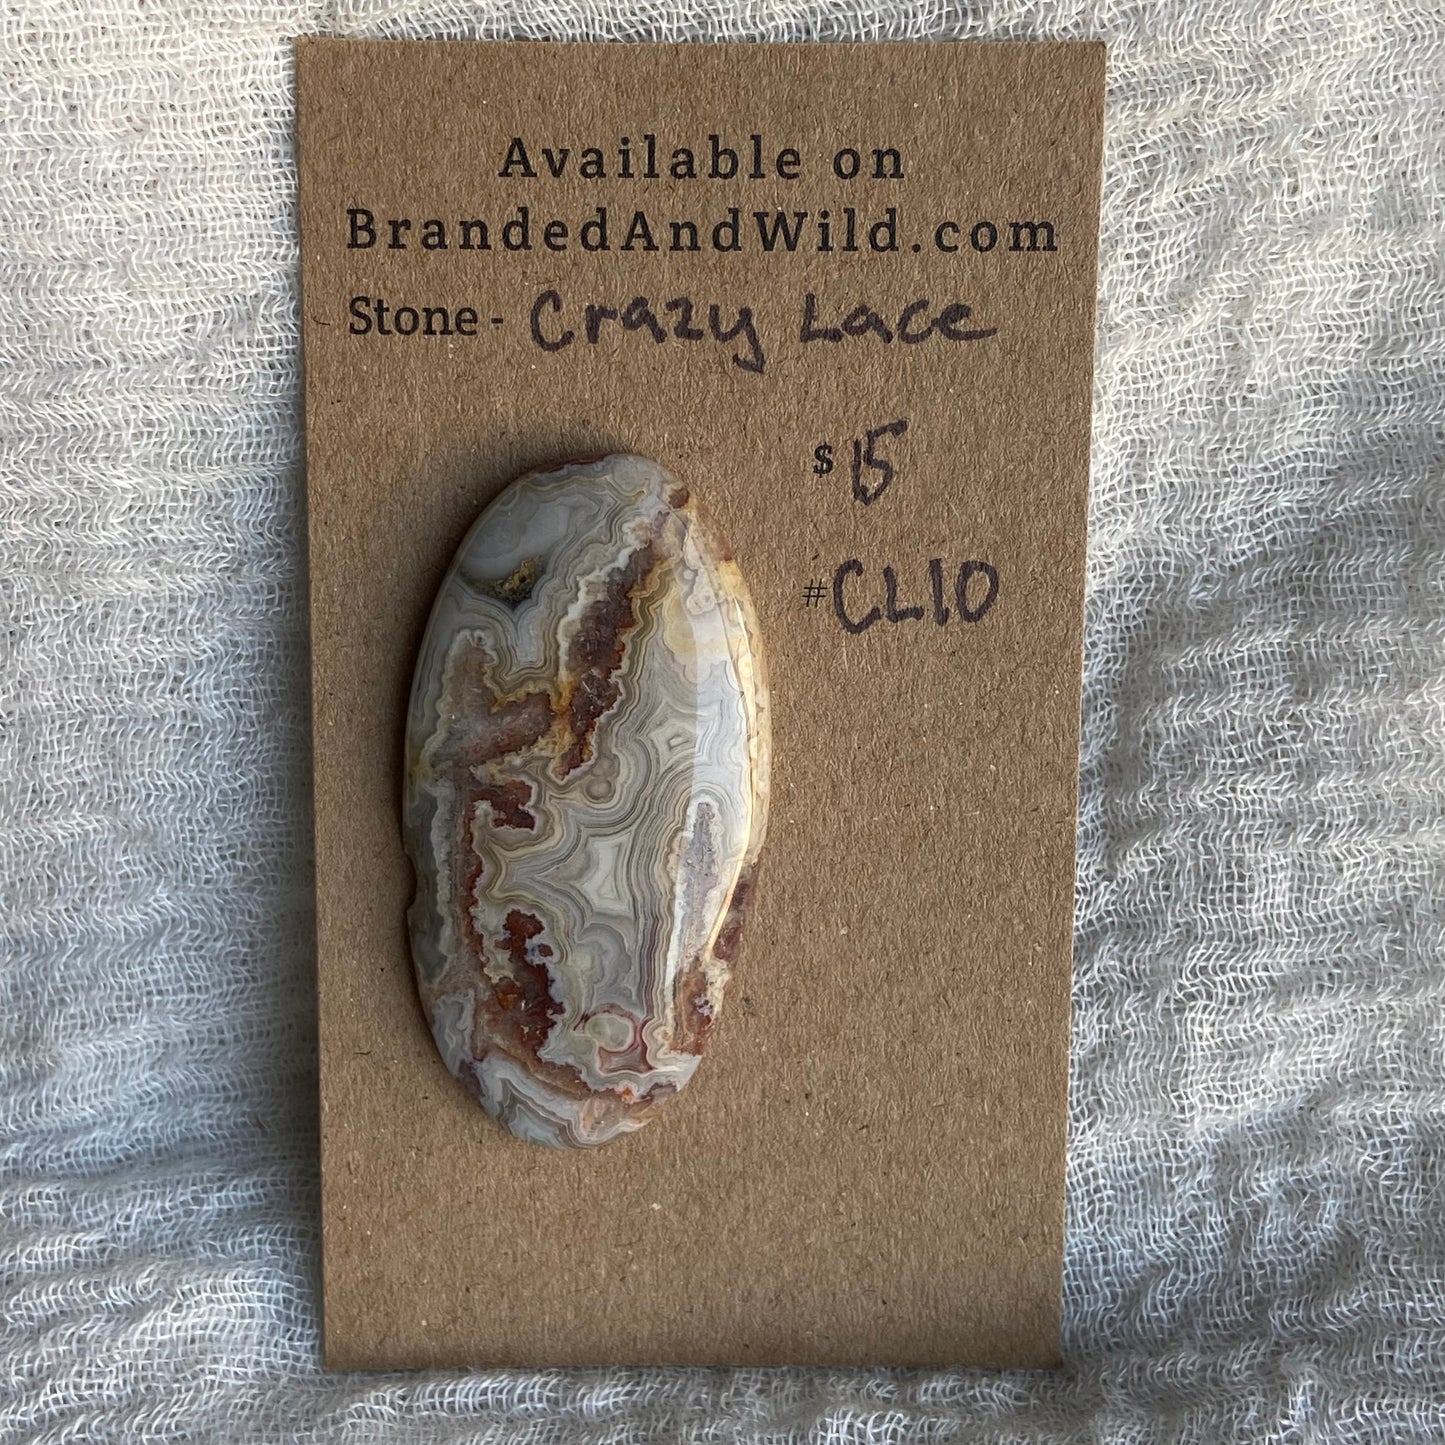 Available on
BrandedAndWild.com
Stone - Crazy Lace
$ 15
# CL10